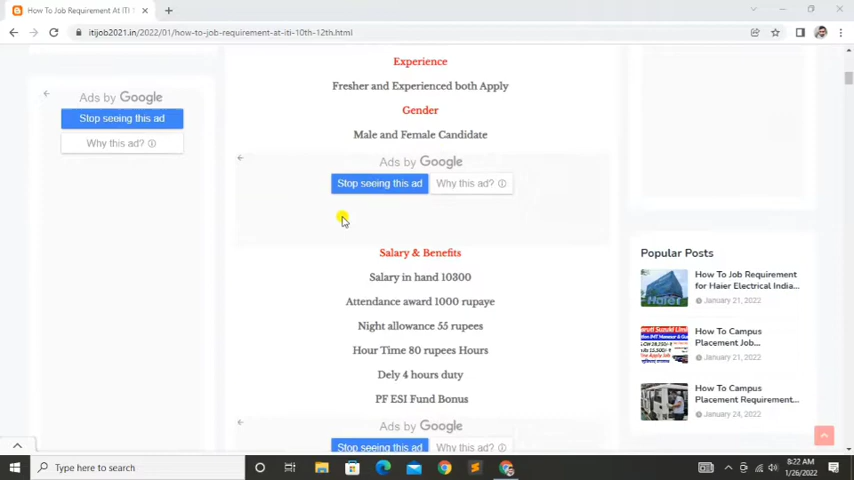 How To Job Requirement At ITI
itijob2021.in/2022/01/how-to-job-requirement-at-iti-10th-12th.html
Ads by Google
Stop seeing this ad
Why this ad?
Experience
Fresher and Experienced both Apply
Gender
Male and Female Candidate
Ads by Google
Stop seeing this ad
Why this ad?
Salary & Benefits
Salary in hand 10300
Attendance award 1000 rupaye
Night allowance 55 rupees
Hour Time 80 rupees Hours
Dely 4 hours duty
PF ESI Fund Bonus
Ads by Google
Stop seeing this ad
Why this ad?
Popular Posts
How To Job Requirement
for Haier Electrical India...
January 21, 2022
How To Campus
Placement Job...
January 21, 2022
How To Campus
Placement Requirement...
January 24, 2022
Type here to search
8:22 AM
1/26/2022